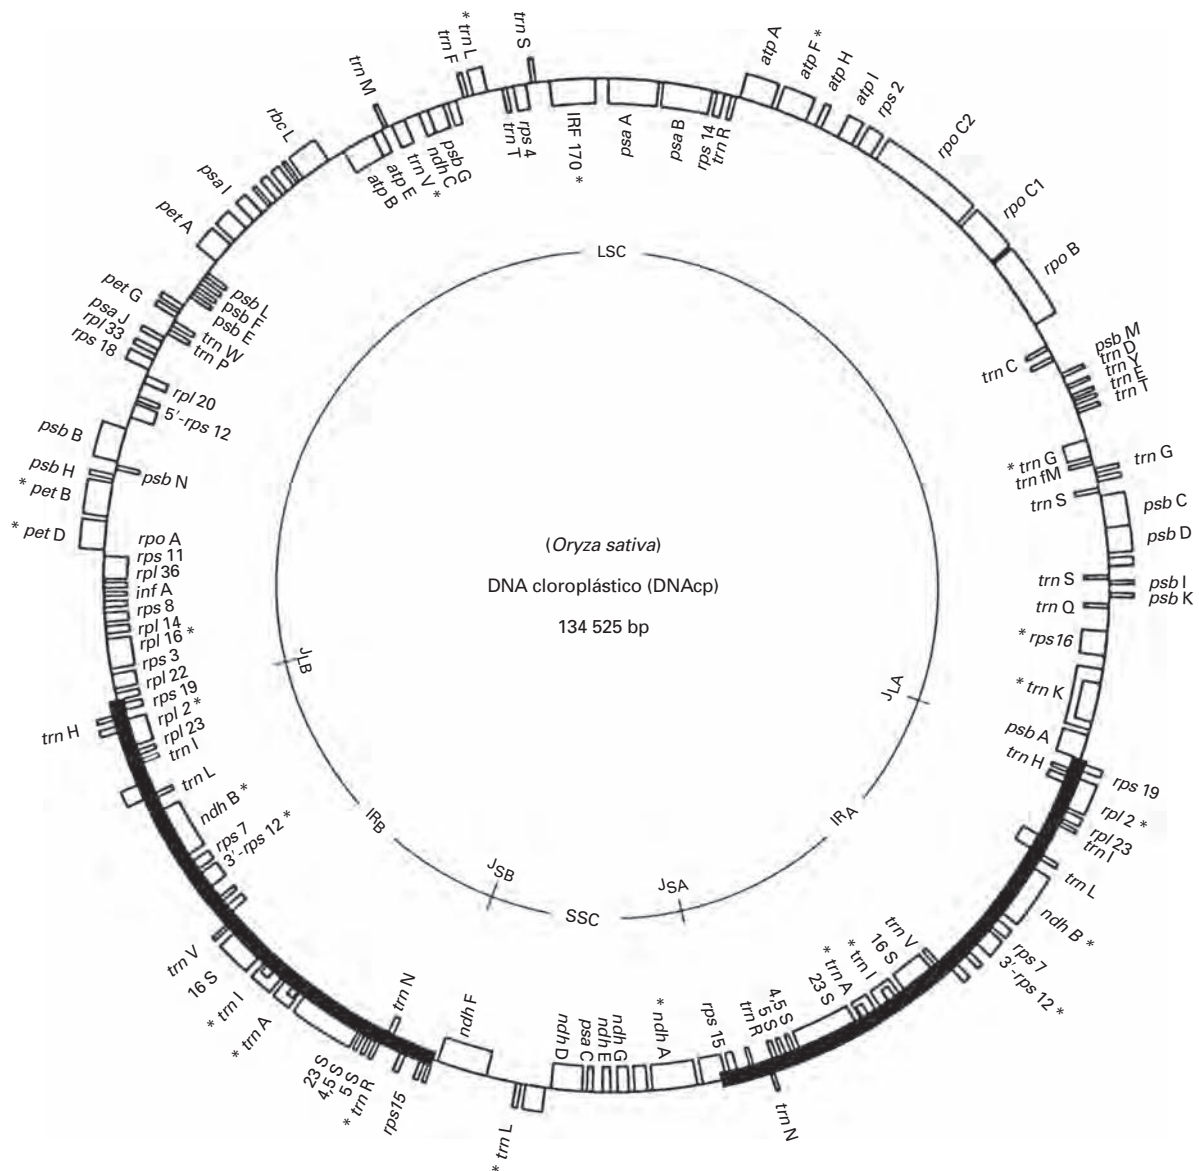 * trn L
trn S
trn F
trn M
rbc L
psa I
pet A
pet G
psa J
rpl 33
rps 18
psb B
psb H
* pet B
* pet D
trn H
atp A
atp F *
atp H
atp I
rps 2
rpo C2
rpo C1
rpo B
psb M
trn D
trn Y
trn E
trn T
trn G
psb C
psb D
psb I
psb K
rps 19
rpl 2 *
rpl 23
trn I
trn L
ndh B *
rps 7
3′-rps 12 *
trn N
atp B
atp E
trn V *
ndh C
psb G
trn T
rps 4
IRF 170 *
psa A
psa B
rps 14
trn R
trn C
* trn G
trn fM
trn S
trn S
trn Q
* rps16
* trn K
psb A
trn H
psb L
psb F
psb E
trn W
trn P
rpl 20
5′-rps 12
psb N
rpo A
rps 11
rpl 36
inf A
rps 8
rpl 14
rpl 16 *
rps 3
rpl 22
rps 19
rpl 2 *
rpl 23
trn I
trn L
ndh B *
rps 7
3′-rps 12 *
trn V
16 S
* trn I
* trn A
23 S
4,5 S
5 S
* trn R
rps15
trn N
ndh F
* trn L
ndh D
psa C
ndh E
ndh G
* ndh A
rps 15
trn R
5 S
4,5 S
23 S
* trn A
* trn I
16 S
trn V
LSC
JLB
JLA
IRB
IRA
JSB
JSA
SSC
(Oryza sativa)
DNA cloroplástico (DNAcp)
134 525 bp